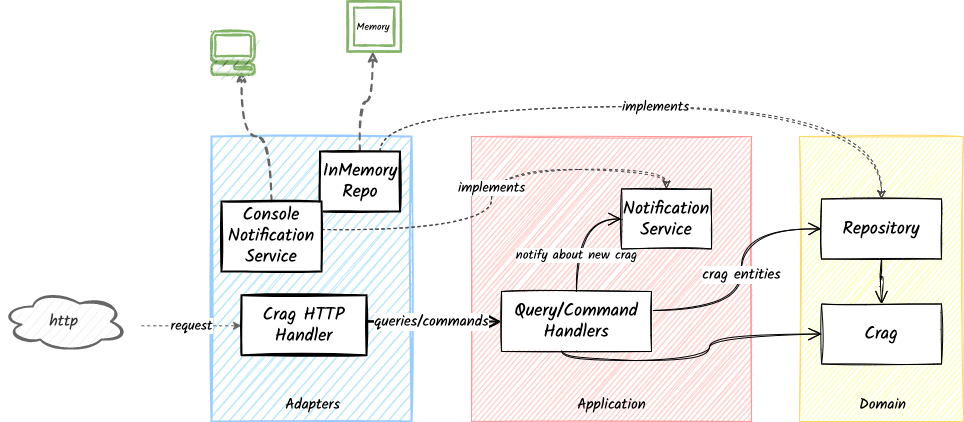 Memory
implements
InMemory
Repo
implements
Console
Notification
Service
Notification
Service
Repository
notify about new crag
crag entities
http
request
Crag HTTP
Handler
queries/commands
Query/Command
Handlers
Crag
Adapters
Application
Domain